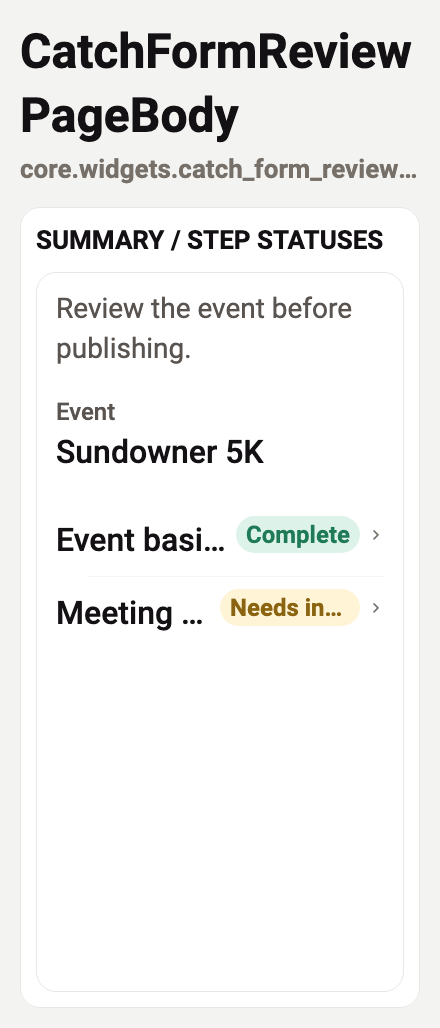 CatchFormReview
PageBody
core.widgets.catch_form_review…
SUMMARY / STEP STATUSES
Review the event before
publishing.
Event
Sundowner 5K
Event basi… Complete
Meeting … Needs in…